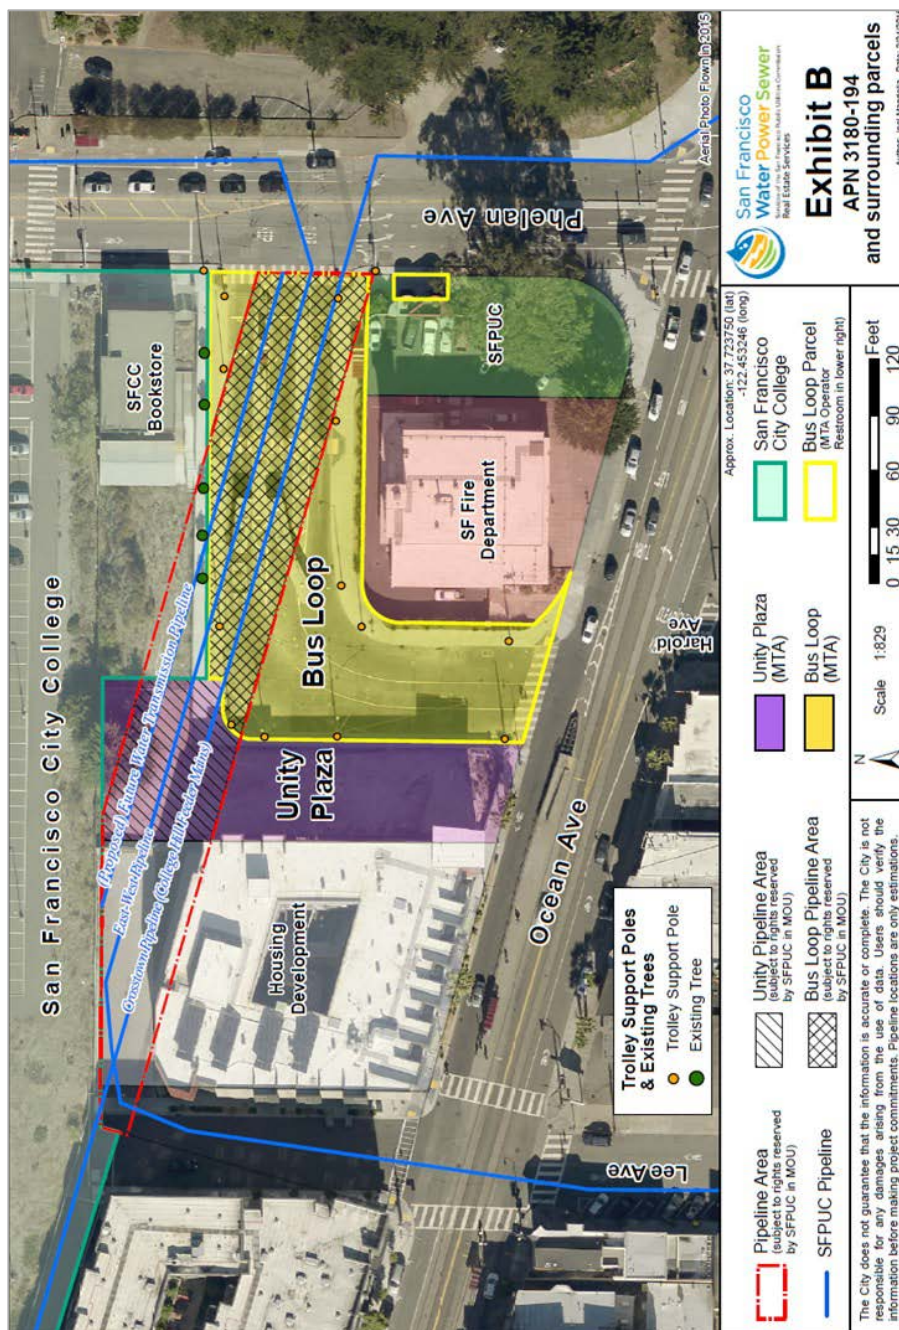 San Francisco City College
SFCC
Bookstore
(Proposed) Future Water Transmission Pipeline
East-West Pipeline
Crosstown Pipeline (College Hill Feeder Mains)
Unity
Plaza
Bus Loop
SF Fire
Department
SFPUC
Phelan Ave
Housing
Development
Ocean Ave
Harold
Ave
Lee Ave
Aerial Photo Flown in 2015
Trolley Support Poles
& Existing Trees
Trolley Support Pole
Existing Tree
Pipeline Area
(subject to rights reserved
by SFPUC in MOU)
SFPUC Pipeline
Unity Pipeline Area
(subject to rights reserved
by SFPUC in MOU)
Bus Loop Pipeline Area
(subject to rights reserved
by SFPUC in MOU)
Unity Plaza
(MTA)
Bus Loop
(MTA)
San Francisco
City College
Bus Loop Parcel
(MTA Operator
Restroom in lower right)
Approx. Location: 37.723750 (lat)
-122.453246 (long)
San Francisco
Water Power Sewer
Services of the San Francisco Public Utilities Commission
Real Estate Services
Exhibit B
APN 3180-194
and surrounding parcels
The City does not guarantee that the information is accurate or complete. The City is not
responsible for any damages arising from the use of data. Users should verify the
information before making project commitments. Pipeline locations are only estimations.
N
Scale 1:829
0 15 30 60 90 120
Feet